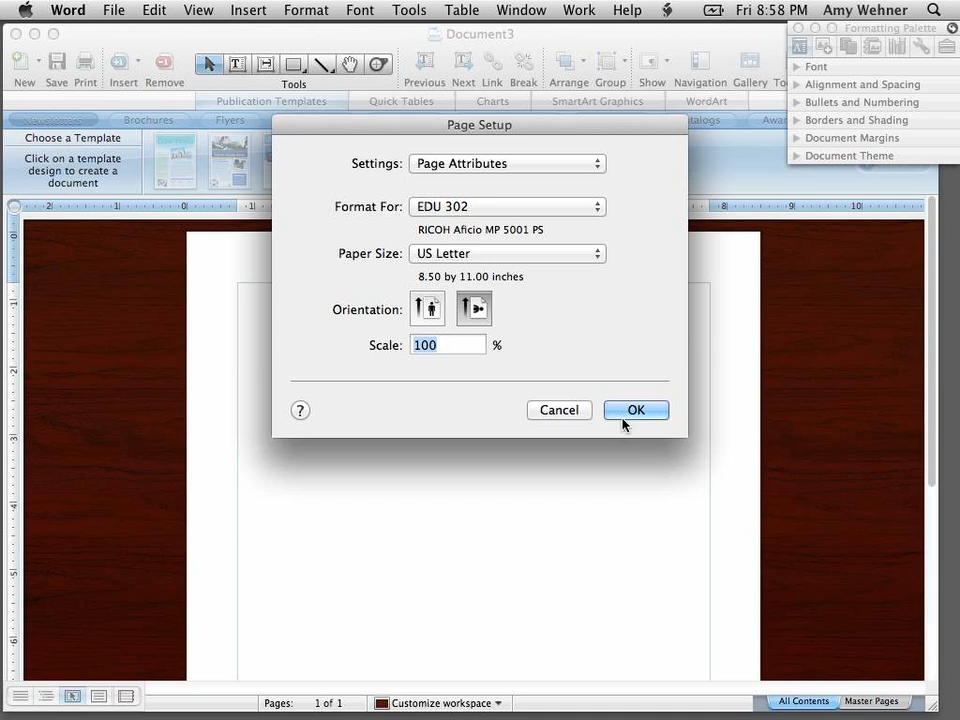 Word File Edit View Insert Format Font Tools Table Window Work Help Fri 8:58 PM Amy Wehner
Document3
Formatting Palette
New Save Print Insert Remove Tools Previous Next Link Break Arrange Group Show Navigation Gallery
Publication Templates Quick Tables Charts SmartArt Graphics WordArt
Newsletters Brochures Flyers
Choose a Template
Click on a template
design to create a
document
Font
Alignment and Spacing
Bullets and Numbering
Borders and Shading
Document Margins
Document Theme
Page Setup
Settings: Page Attributes
Format For: EDU 302
RICOH Aficio MP 5001 PS
Paper Size: US Letter
8.50 by 11.00 inches
Orientation:
Scale: 100 %
? Cancel OK
Pages: 1 of 1 Customize workspace All Contents Master Pages